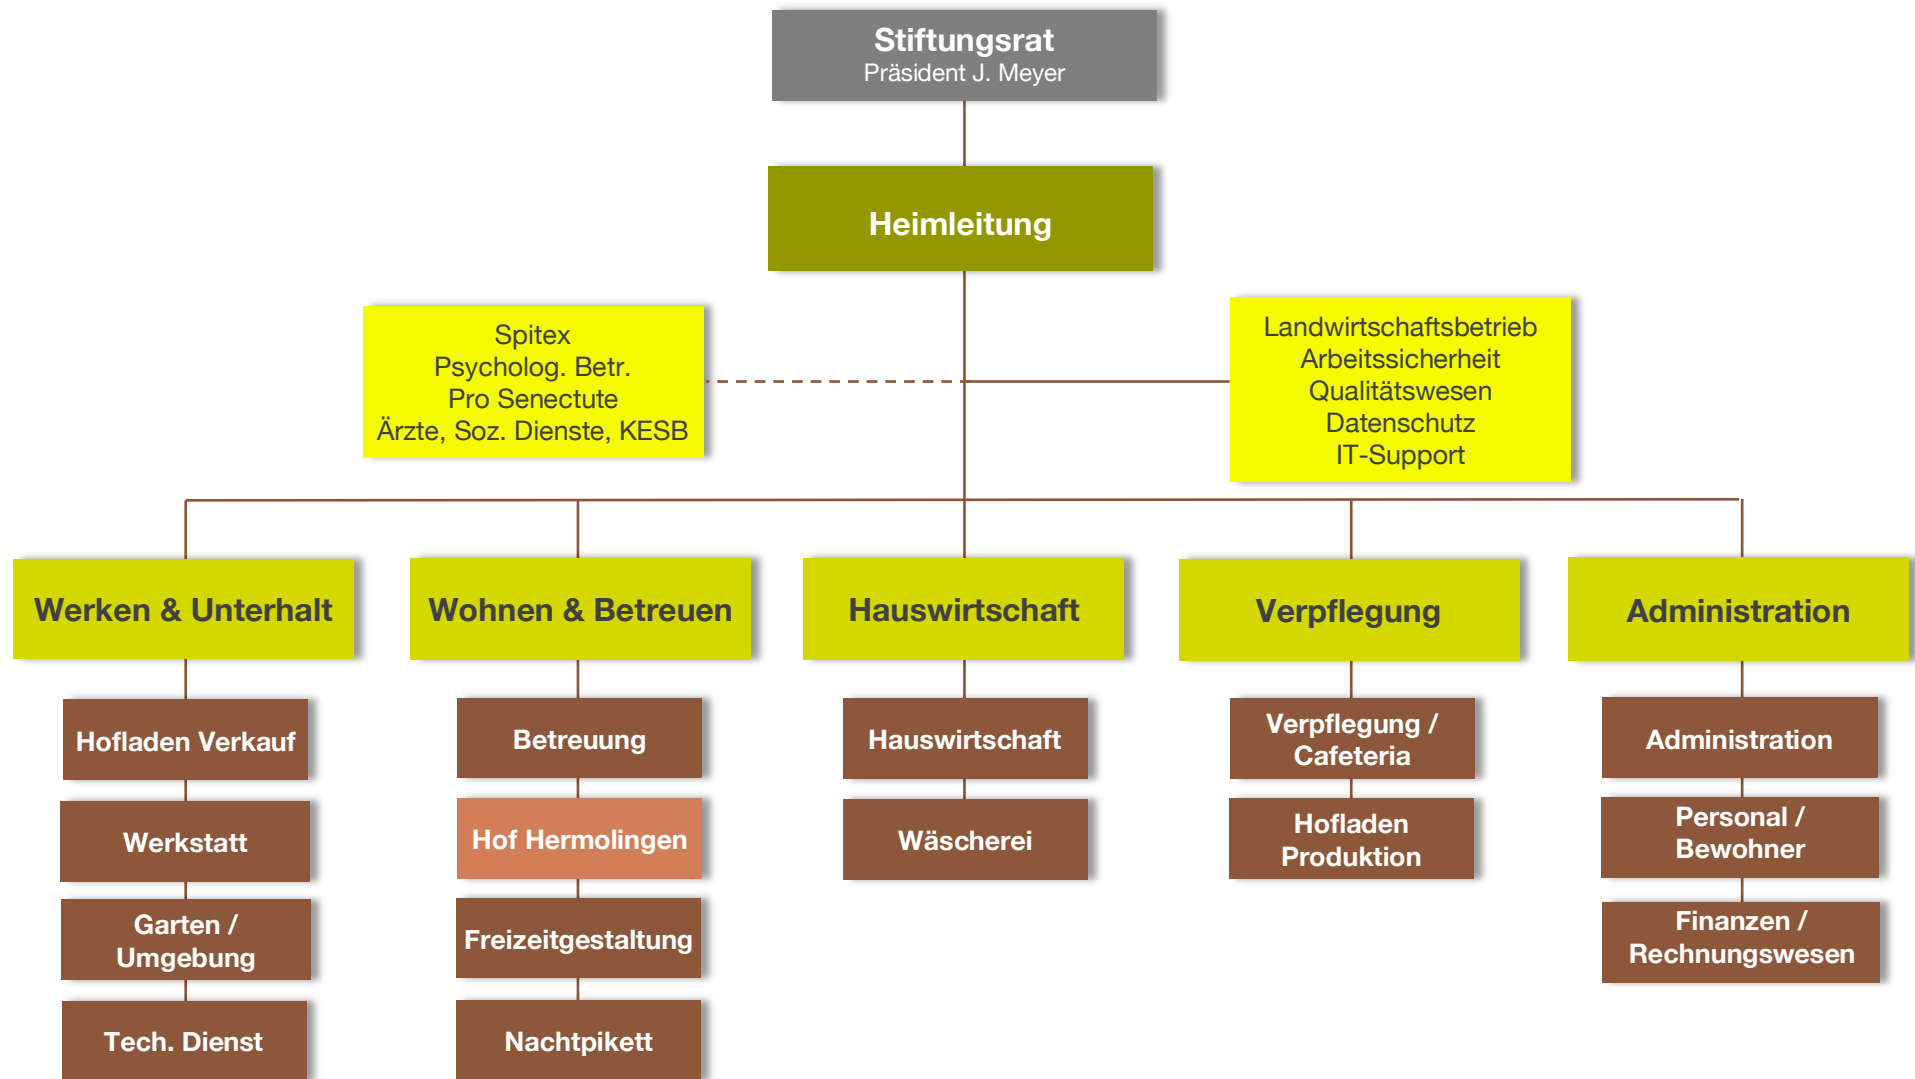 Stiftungsrat
Präsident J. Meyer
Heimleitung
Spitex
Psycholog. Betr.
Pro Senectute
Ärzte, Soz. Dienste, KESB
Landwirtschaftsbetrieb
Arbeitssicherheit
Qualitätswesen
Datenschutz
IT-Support
Werken & Unterhalt
Hofladen Verkauf
Werkstatt
Garten /
Umgebung
Tech. Dienst
Wohnen & Betreuen
Betreuung
Hof Hermolingen
Freizeitgestaltung
Nachtpikett
Hauswirtschaft
Hauswirtschaft
Wäscherei
Verpflegung
Verpflegung /
Cafeteria
Hofladen
Produktion
Administration
Administration
Personal /
Bewohner
Finanzen /
Rechnungswesen